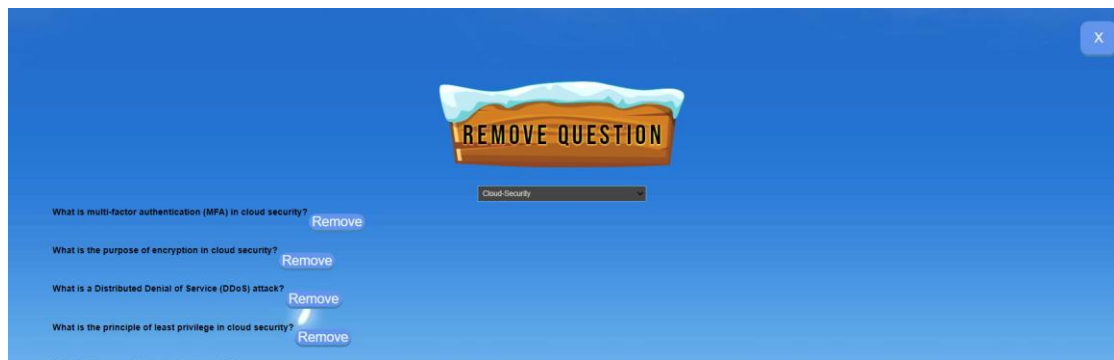 X
REMOVE QUESTION
Cloud-Security
What is multi-factor authentication (MFA) in cloud security?
Remove
What is the purpose of encryption in cloud security?
Remove
What is a Distributed Denial of Service (DDoS) attack?
Remove
What is the principle of least privilege in cloud security?
Remove